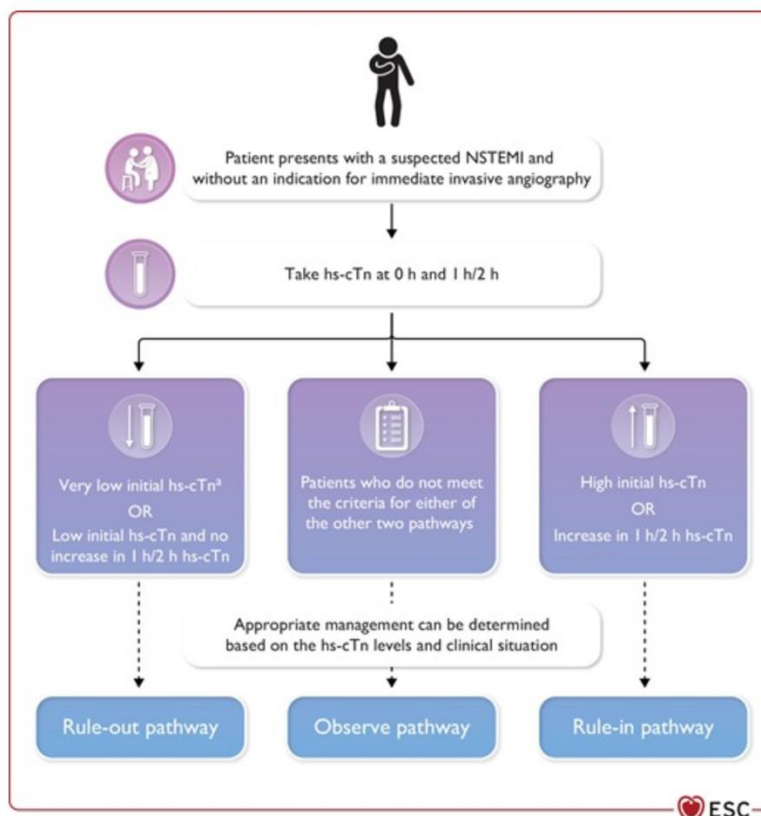 Patient presents with a suspected NSTEMI and
without an indication for immediate invasive angiography
Take hs-cTn at 0 h and 1 h/2 h
Very low initial hs-cTnª
OR
Low initial hs-cTn and no
increase in 1 h/2 h hs-cTn
Patients who do not meet
the criteria for either of
the other two pathways
High initial hs-cTn
OR
Increase in 1 h/2 h hs-cTn
Appropriate management can be determined
based on the hs-cTn levels and clinical situation
Rule-out pathway
Observe pathway
Rule-in pathway
ESC